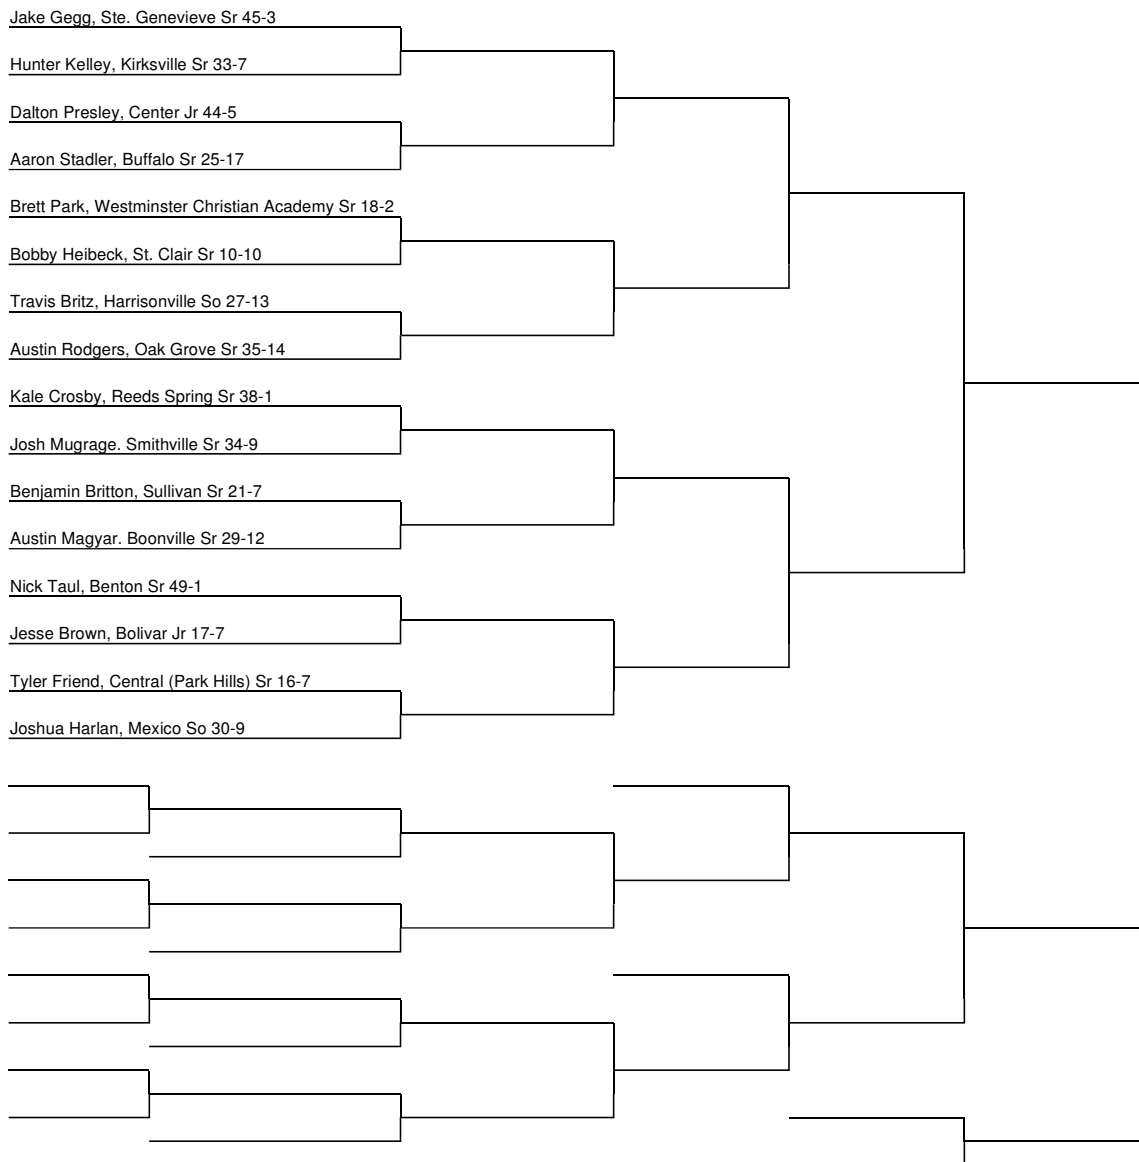 Jake Gegg, Ste. Genevieve Sr 45-3
Hunter Kelley, Kirksville Sr 33-7
Dalton Presley, Center Jr 44-5
Aaron Stadler, Buffalo Sr 25-17
Brett Park, Westminster Christian Academy Sr 18-2
Bobby Heibeck, St. Clair Sr 10-10
Travis Britz, Harrisonville So 27-13
Austin Rodgers, Oak Grove Sr 35-14
Kale Crosby, Reeds Spring Sr 38-1
Josh Mugrage. Smithville Sr 34-9
Benjamin Britton, Sullivan Sr 21-7
Austin Magyar. Boonville Sr 29-12
Nick Taul, Benton Sr 49-1
Jesse Brown, Bolivar Jr 17-7
Tyler Friend, Central (Park Hills) Sr 16-7
Joshua Harlan, Mexico So 30-9